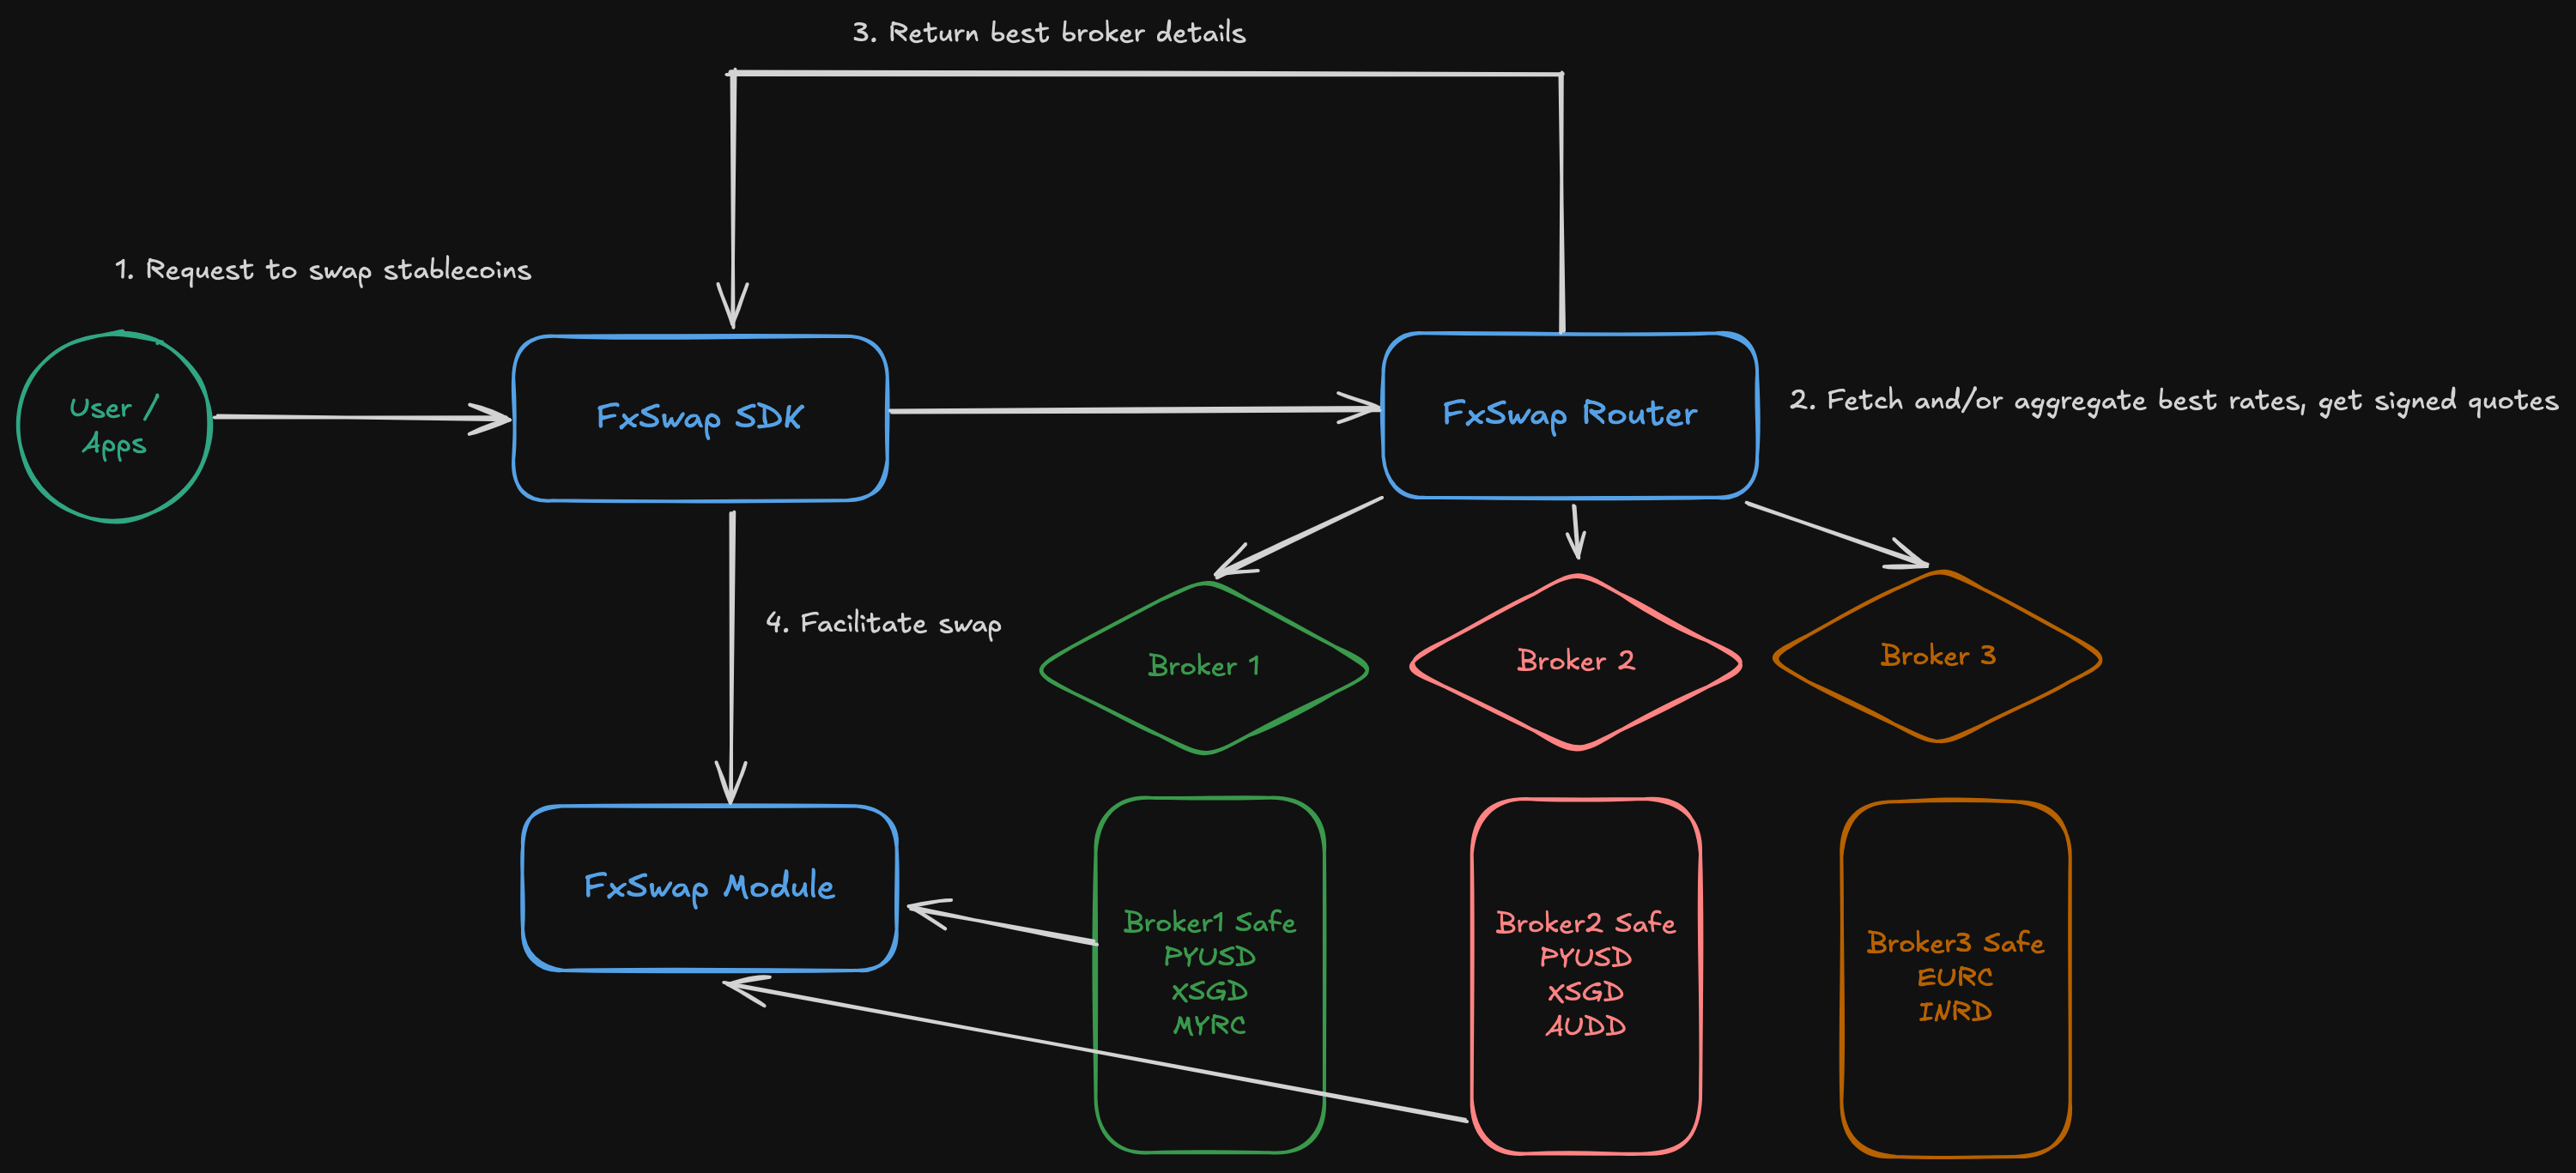 3. Return best broker details
1. Request to swap stablecoins
User /
Apps
FxSwap SDK
FxSwap Router
2. Fetch and/or aggregate best rates, get signed quotes
4. Facilitate swap
Broker 1
Broker 2
Broker 3
FxSwap Module
Broker1 Safe
PYUSD
XSGD
MYRC
Broker2 Safe
PYUSD
XSGD
AUDD
Broker3 Safe
EURC
INRD